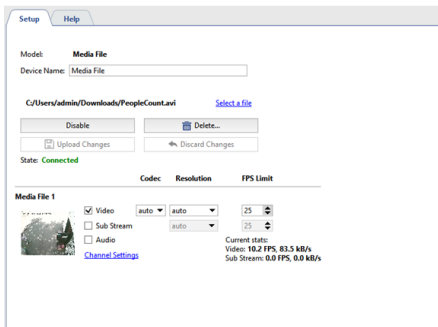 Setup Help
Model: Media File
Device Name: Media File
C:/Users/admin/Downloads/PeopleCount.avi Select a file
Disable Delete...
Upload Changes Discard Changes
State: Connected
Codec Resolution FPS Limit
Media File 1
Video auto auto 25
Sub Stream auto 25
Audio Current stats:
Video: 10.2 FPS, 83.5 kB/s
Channel Settings Sub Stream: 0.0 FPS, 0.0 kB/s